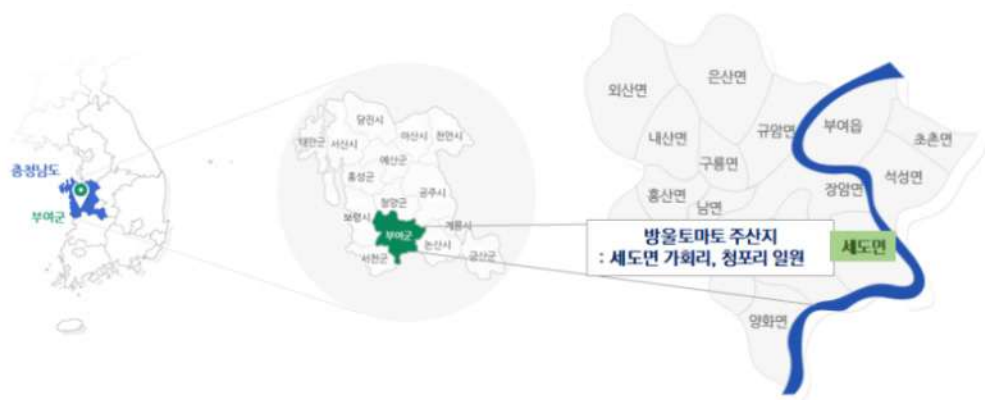 충청남도
부여군
당진시
아산시
천안시
태안군
서산시
예산군
홍성군
공주시
청양군
보령시
계룡시
부여군
논산시
서천군
금산군
은산면
외산면
규암면
부여읍
초촌면
내산면
구룡면
석성면
장암면
홍산면
남면
방울토마토 주산지
: 세도면 가회리, 청포리 일원
세도면
양화면